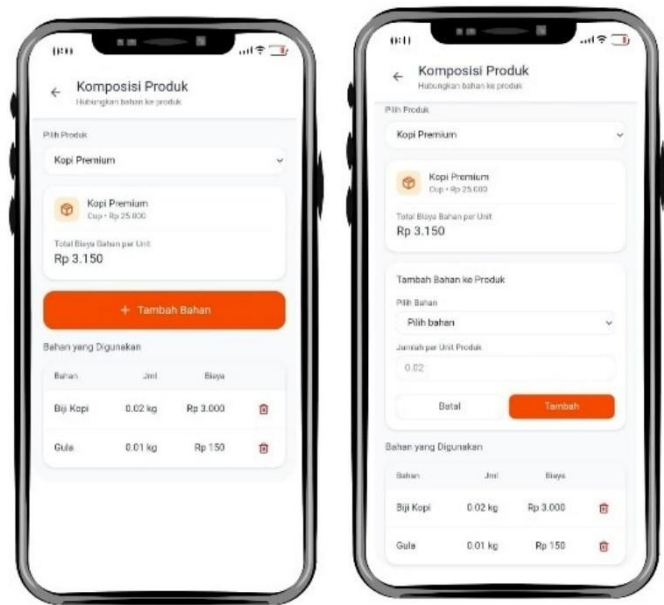 Komposisi Produk
Hubungkan bahan ke produk
Pilih Produk
Kopi Premium
Kopi Premium
Cup • Rp 25.000
Total Biaya Bahan per Unit
Rp 3.150
+ Tambah Bahan
Bahan yang Digunakan
Bahan Jml Biaya
Biji Kopi 0.02 kg Rp 3.000
Gula 0.01 kg Rp 150
Komposisi Produk
Hubungkan bahan ke produk
Pilih Produk
Kopi Premium
Kopi Premium
Cup • Rp 25.000
Total Biaya Bahan per Unit
Rp 3.150
Tambah Bahan ke Produk
Pilih Bahan
Pilih bahan
Jumlah per Unit Produk
0.02
Batal Tambah
Bahan yang Digunakan
Bahan Jml Biaya
Biji Kopi 0.02 kg Rp 3.000
Gula 0.01 kg Rp 150